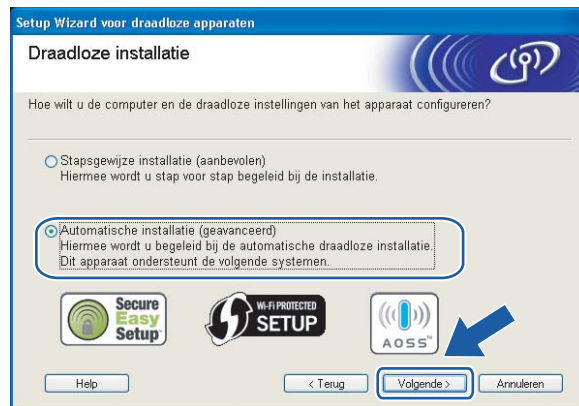 Setup Wizard voor draadloze apparaten
Draadloze installatie
Hoe wilt u de computer en de draadloze instellingen van het apparaat configureren?
Stapsgewijze installatie (aanbevolen)
Hiermee wordt u stap voor stap begeleid bij de installatie.
Automatische installatie (geavanceerd)
Hiermee wordt u begeleid bij de automatische draadloze installatie.
Dit apparaat ondersteunt de volgende systemen.
Secure
Easy
Setup
Wi-Fi PROTECTED
SETUP
AOSS™
Help
< Terug
Volgende >
Annuleren